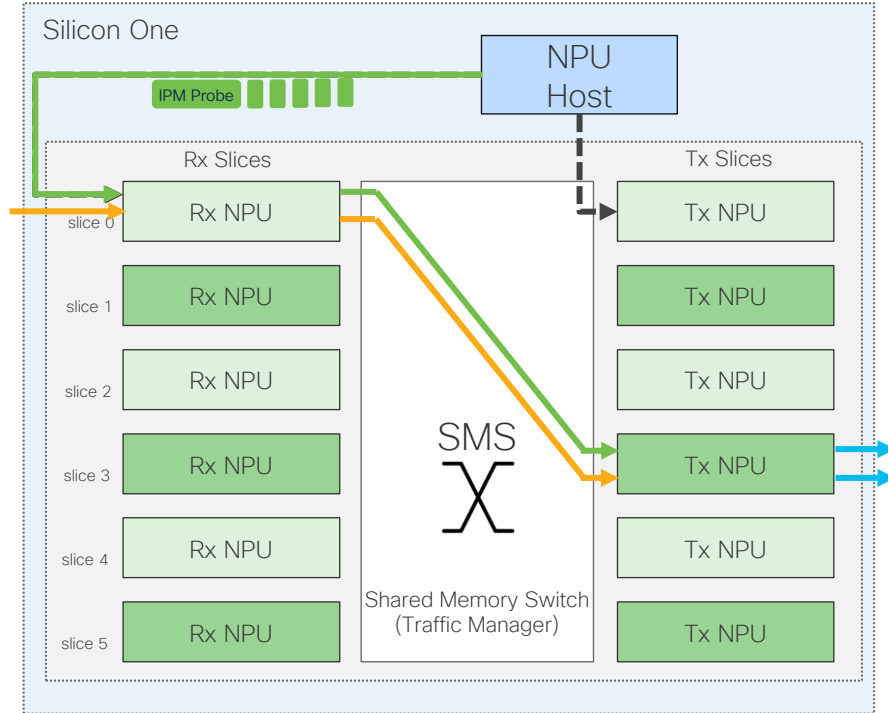 Silicon One
NPU
Host
IPM Probe
Rx Slices
Tx Slices
slice 0
Rx NPU
Tx NPU
slice 1
Rx NPU
Tx NPU
slice 2
Rx NPU
Tx NPU
SMS
slice 3
Rx NPU
Tx NPU
slice 4
Rx NPU
Tx NPU
Shared Memory Switch
(Traffic Manager)
slice 5
Rx NPU
Tx NPU